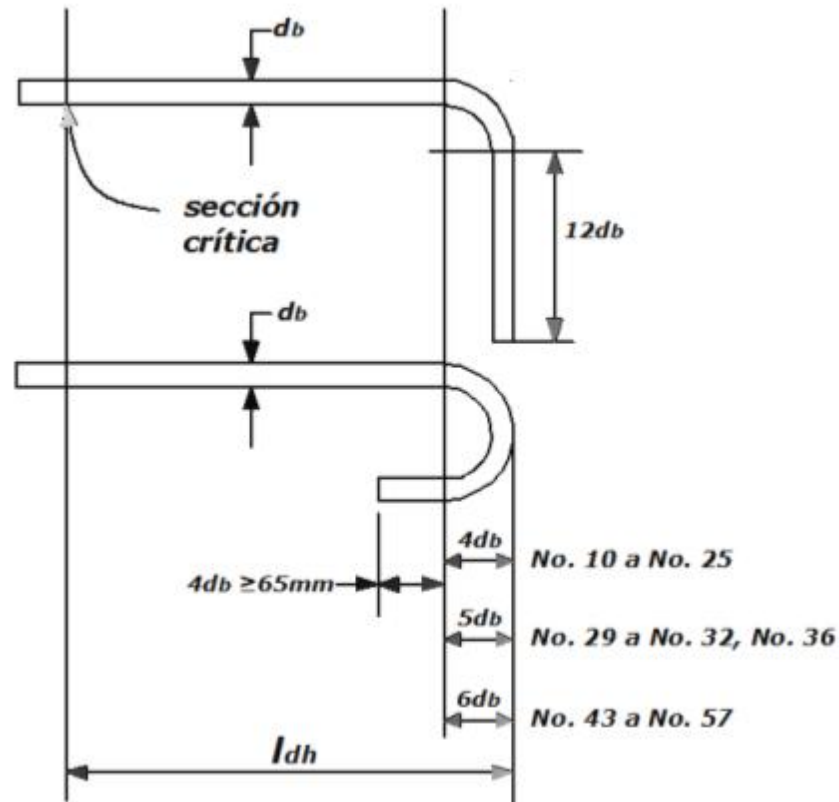 db
sección
crítica
12db
db
4db No. 10 a No. 25
4db ≥65mm
5db No. 29 a No. 32, No. 36
6db No. 43 a No. 57
ldh